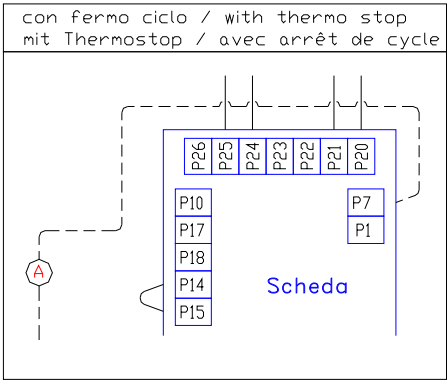 con fermo ciclo / with thermo stop
mit Thermostop / avec arrêt de cycle
P26 P25 P24 P23 P22 P21 P20
P10 P7
P17 P1
P18
A P14 Scheda
P15